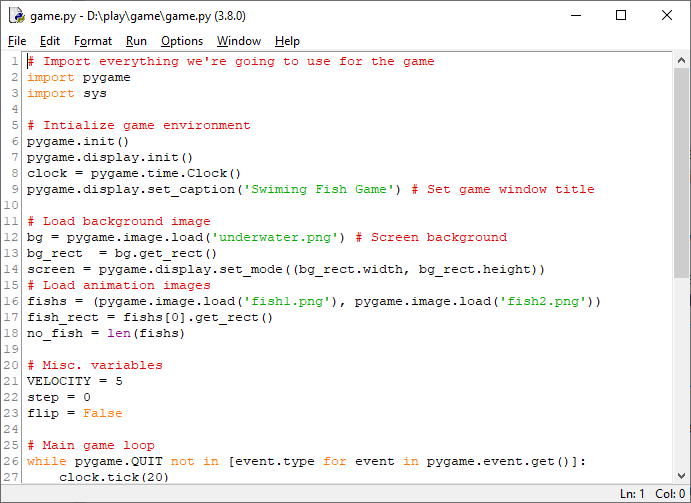 game.py - D:\play\game\game.py (3.8.0)
File Edit Format Run Options Window Help
1 # Import everything we're going to use for the game
2 import pygame
3 import sys
4
5 # Intialize game environment
6 pygame.init()
7 pygame.display.init()
8 clock = pygame.time.Clock()
9 pygame.display.set_caption('Swiming Fish Game') # Set game window title
10
11 # Load background image
12 bg = pygame.image.load('underwater.png') # Screen background
13 bg_rect  = bg.get_rect()
14 screen = pygame.display.set_mode((bg_rect.width, bg_rect.height))
15 # Load animation images
16 fishs = (pygame.image.load('fish1.png'), pygame.image.load('fish2.png'))
17 fish_rect = fishs[0].get_rect()
18 no_fish = len(fishs)
19
20 # Misc. variables
21 VELOCITY = 5
22 step = 0
23 flip = False
24
25 # Main game loop
26 while pygame.QUIT not in [event.type for event in pygame.event.get()]:
27     clock.tick(20)
Ln: 1 Col: 0